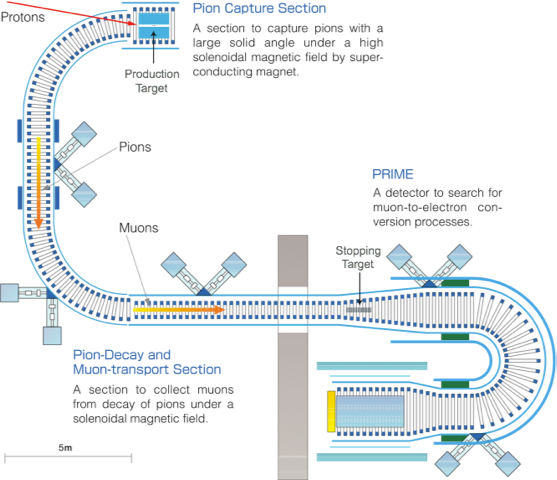 Protons
Pion Capture Section
A section to capture pions with a
large solid angle under a high
solenoidal magnetic field by super-
conducting magnet.
Production
Target
Pions
PRIME
A detector to search for
muon-to-electron con-
version processes.
Muons
Stopping
Target
Pion-Decay and
Muon-transport Section
A section to collect muons
from decay of pions under a
solenoidal magnetic field.
5m